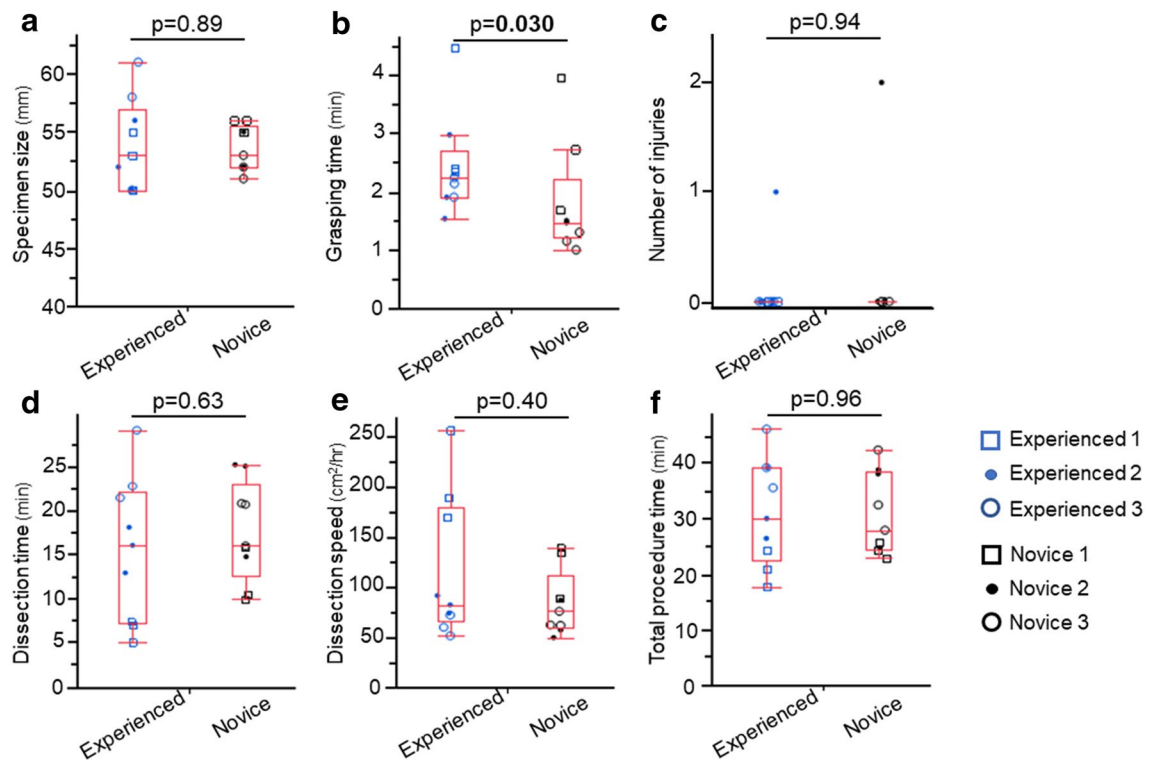 a
p=0.89
Specimen size (mm)
60
55
50
45
40
Experienced
Novice
b
p=0.030
Grasping time (min)
4
3
2
1
0
Experienced
Novice
c
p=0.94
Number of injuries
2
1
0
Experienced
Novice
d
p=0.63
Dissection time (min)
25
20
15
10
5
0
Experienced
Novice
e
p=0.40
Dissection speed (cm²/hr)
250
200
150
100
50
0
Experienced
Novice
f
p=0.96
Total procedure time (min)
40
30
20
10
0
Experienced
Novice
Experienced 1
Experienced 2
Experienced 3
Novice 1
Novice 2
Novice 3